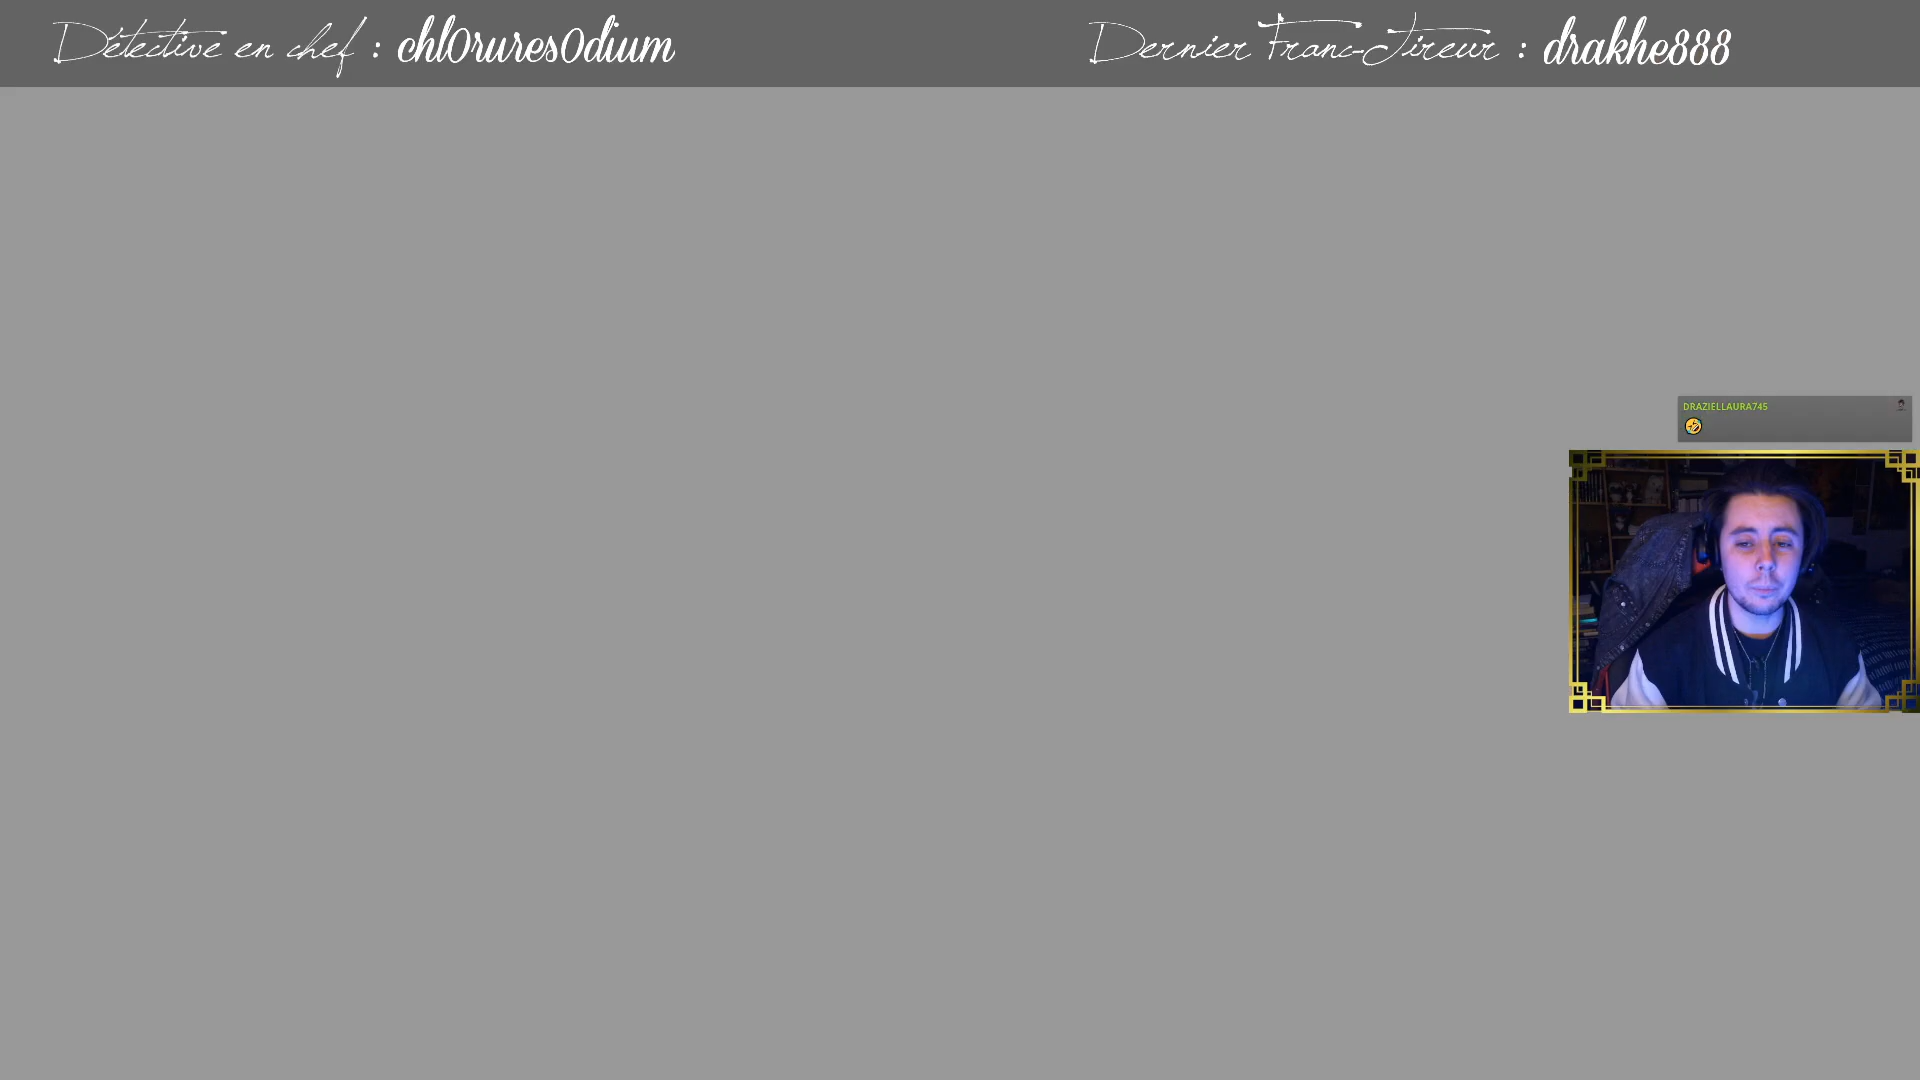 Détective en chef : chl0rures0dium
Dernier Franc-Tireur : drakhe888
DRAZIELLAURA745
🤣